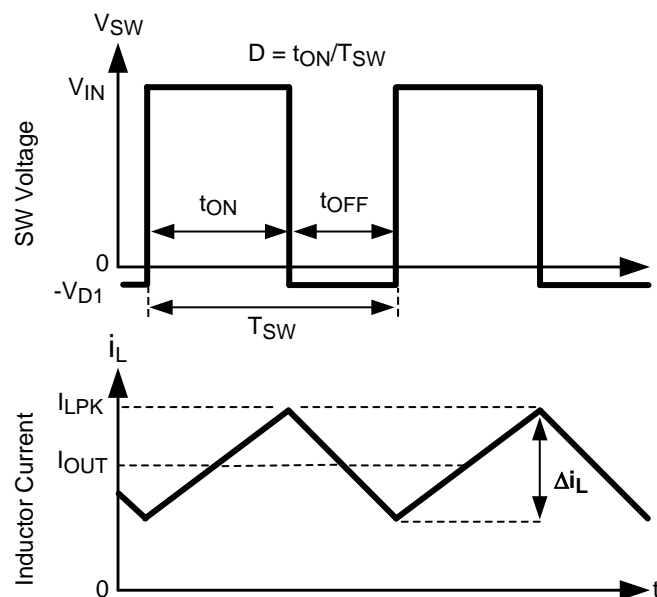 VSW
D = tON/TSW
VIN
SW Voltage
tON
tOFF
0
-VD1
TSW
iL
ILPK
IOUT
Inductor Current
ΔiL
0
t